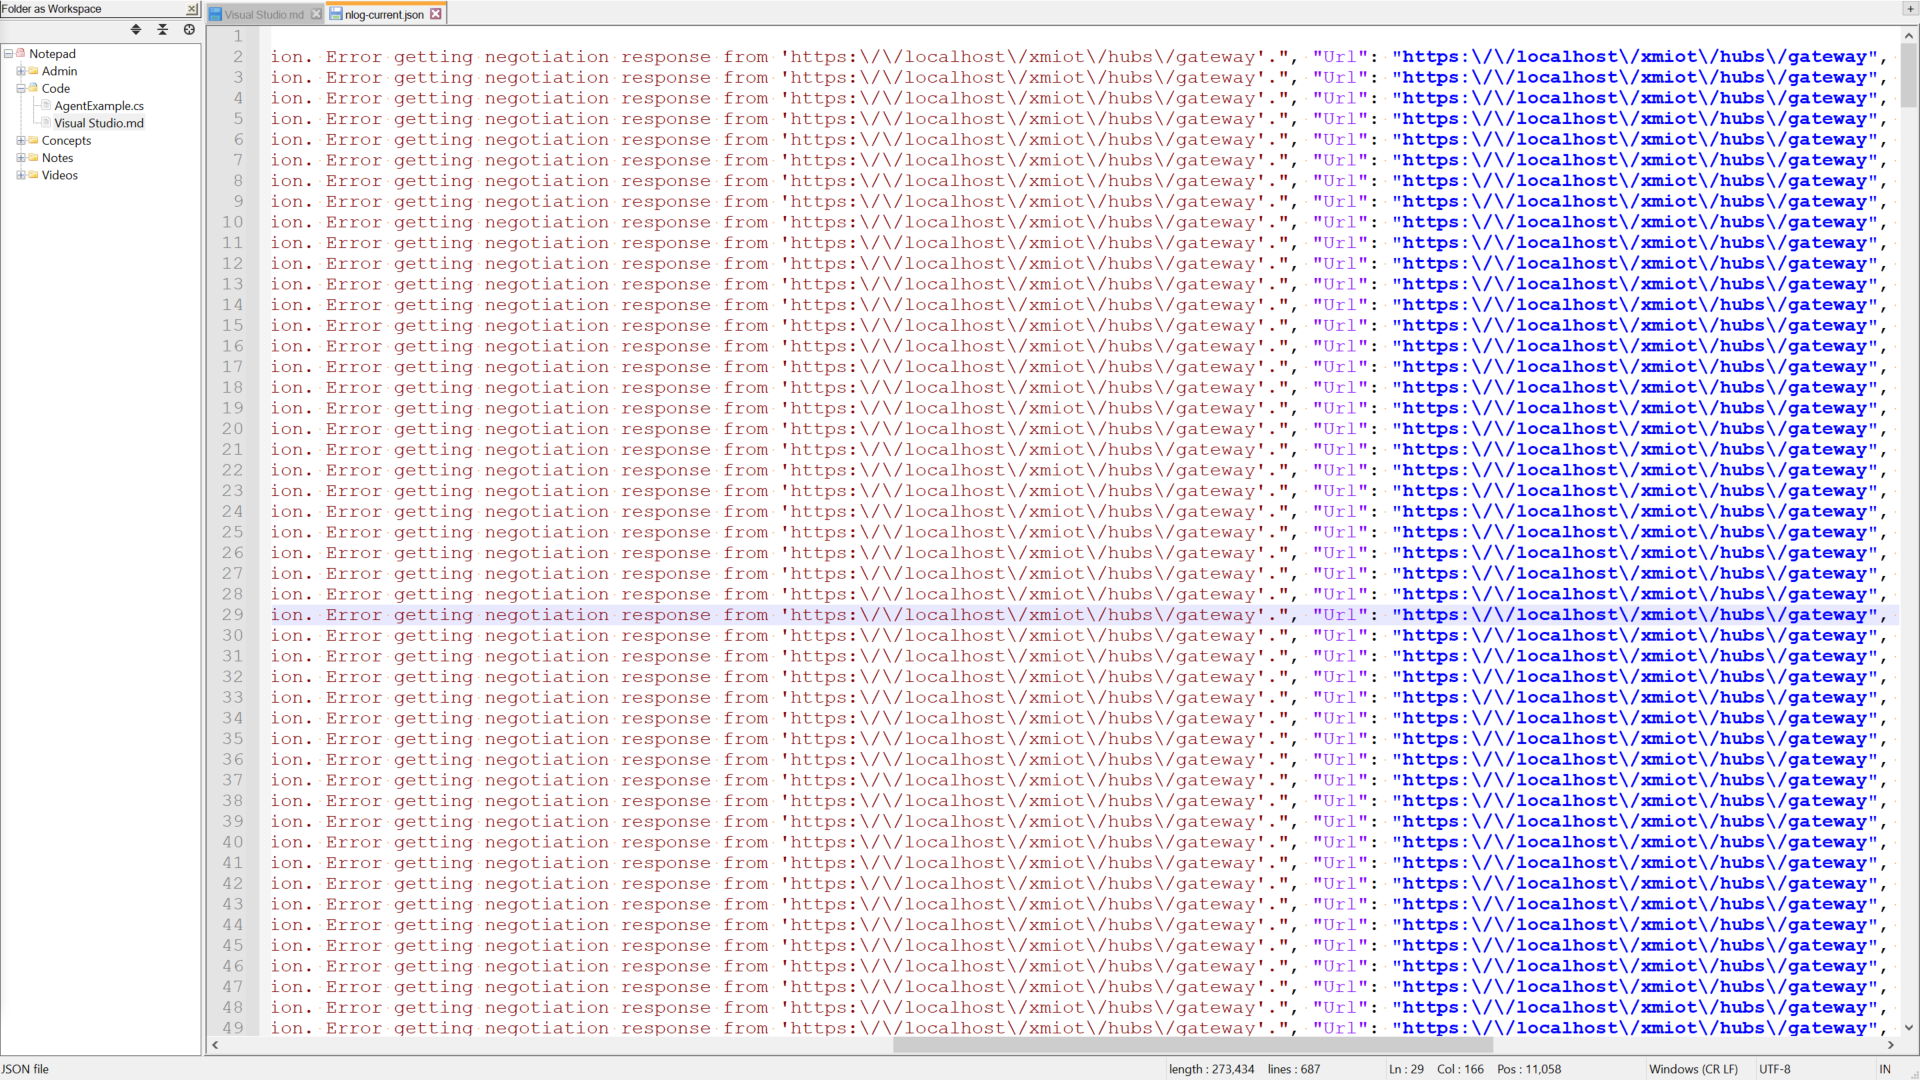 Folder as Workspace
Visual Studio.md
nlog-current.json
Notepad
Admin
Code
AgentExample.cs
Visual Studio.md
Concepts
Notes
Videos
1
2 ion. Error getting negotiation response from 'https:\/\/localhost\/xmiot\/hubs\/gateway'.", "Url": "https:\/\/localhost\/xmiot\/hubs\/gateway",
3 ion. Error getting negotiation response from 'https:\/\/localhost\/xmiot\/hubs\/gateway'.", "Url": "https:\/\/localhost\/xmiot\/hubs\/gateway",
4 ion. Error getting negotiation response from 'https:\/\/localhost\/xmiot\/hubs\/gateway'.", "Url": "https:\/\/localhost\/xmiot\/hubs\/gateway",
5 ion. Error getting negotiation response from 'https:\/\/localhost\/xmiot\/hubs\/gateway'.", "Url": "https:\/\/localhost\/xmiot\/hubs\/gateway",
6 ion. Error getting negotiation response from 'https:\/\/localhost\/xmiot\/hubs\/gateway'.", "Url": "https:\/\/localhost\/xmiot\/hubs\/gateway",
7 ion. Error getting negotiation response from 'https:\/\/localhost\/xmiot\/hubs\/gateway'.", "Url": "https:\/\/localhost\/xmiot\/hubs\/gateway",
8 ion. Error getting negotiation response from 'https:\/\/localhost\/xmiot\/hubs\/gateway'.", "Url": "https:\/\/localhost\/xmiot\/hubs\/gateway",
9 ion. Error getting negotiation response from 'https:\/\/localhost\/xmiot\/hubs\/gateway'.", "Url": "https:\/\/localhost\/xmiot\/hubs\/gateway",
10 ion. Error getting negotiation response from 'https:\/\/localhost\/xmiot\/hubs\/gateway'.", "Url": "https:\/\/localhost\/xmiot\/hubs\/gateway",
11 ion. Error getting negotiation response from 'https:\/\/localhost\/xmiot\/hubs\/gateway'.", "Url": "https:\/\/localhost\/xmiot\/hubs\/gateway",
12 ion. Error getting negotiation response from 'https:\/\/localhost\/xmiot\/hubs\/gateway'.", "Url": "https:\/\/localhost\/xmiot\/hubs\/gateway",
13 ion. Error getting negotiation response from 'https:\/\/localhost\/xmiot\/hubs\/gateway'.", "Url": "https:\/\/localhost\/xmiot\/hubs\/gateway",
14 ion. Error getting negotiation response from 'https:\/\/localhost\/xmiot\/hubs\/gateway'.", "Url": "https:\/\/localhost\/xmiot\/hubs\/gateway",
15 ion. Error getting negotiation response from 'https:\/\/localhost\/xmiot\/hubs\/gateway'.", "Url": "https:\/\/localhost\/xmiot\/hubs\/gateway",
16 ion. Error getting negotiation response from 'https:\/\/localhost\/xmiot\/hubs\/gateway'.", "Url": "https:\/\/localhost\/xmiot\/hubs\/gateway",
17 ion. Error getting negotiation response from 'https:\/\/localhost\/xmiot\/hubs\/gateway'.", "Url": "https:\/\/localhost\/xmiot\/hubs\/gateway",
18 ion. Error getting negotiation response from 'https:\/\/localhost\/xmiot\/hubs\/gateway'.", "Url": "https:\/\/localhost\/xmiot\/hubs\/gateway",
19 ion. Error getting negotiation response from 'https:\/\/localhost\/xmiot\/hubs\/gateway'.", "Url": "https:\/\/localhost\/xmiot\/hubs\/gateway",
20 ion. Error getting negotiation response from 'https:\/\/localhost\/xmiot\/hubs\/gateway'.", "Url": "https:\/\/localhost\/xmiot\/hubs\/gateway",
21 ion. Error getting negotiation response from 'https:\/\/localhost\/xmiot\/hubs\/gateway'.", "Url": "https:\/\/localhost\/xmiot\/hubs\/gateway",
22 ion. Error getting negotiation response from 'https:\/\/localhost\/xmiot\/hubs\/gateway'.", "Url": "https:\/\/localhost\/xmiot\/hubs\/gateway",
23 ion. Error getting negotiation response from 'https:\/\/localhost\/xmiot\/hubs\/gateway'.", "Url": "https:\/\/localhost\/xmiot\/hubs\/gateway",
24 ion. Error getting negotiation response from 'https:\/\/localhost\/xmiot\/hubs\/gateway'.", "Url": "https:\/\/localhost\/xmiot\/hubs\/gateway",
25 ion. Error getting negotiation response from 'https:\/\/localhost\/xmiot\/hubs\/gateway'.", "Url": "https:\/\/localhost\/xmiot\/hubs\/gateway",
26 ion. Error getting negotiation response from 'https:\/\/localhost\/xmiot\/hubs\/gateway'.", "Url": "https:\/\/localhost\/xmiot\/hubs\/gateway",
27 ion. Error getting negotiation response from 'https:\/\/localhost\/xmiot\/hubs\/gateway'.", "Url": "https:\/\/localhost\/xmiot\/hubs\/gateway",
28 ion. Error getting negotiation response from 'https:\/\/localhost\/xmiot\/hubs\/gateway'.", "Url": "https:\/\/localhost\/xmiot\/hubs\/gateway",
29 ion. Error getting negotiation response from 'https:\/\/localhost\/xmiot\/hubs\/gateway'.", "Url": "https:\/\/localhost\/xmiot\/hubs\/gateway",
30 ion. Error getting negotiation response from 'https:\/\/localhost\/xmiot\/hubs\/gateway'.", "Url": "https:\/\/localhost\/xmiot\/hubs\/gateway",
31 ion. Error getting negotiation response from 'https:\/\/localhost\/xmiot\/hubs\/gateway'.", "Url": "https:\/\/localhost\/xmiot\/hubs\/gateway",
32 ion. Error getting negotiation response from 'https:\/\/localhost\/xmiot\/hubs\/gateway'.", "Url": "https:\/\/localhost\/xmiot\/hubs\/gateway",
33 ion. Error getting negotiation response from 'https:\/\/localhost\/xmiot\/hubs\/gateway'.", "Url": "https:\/\/localhost\/xmiot\/hubs\/gateway",
34 ion. Error getting negotiation response from 'https:\/\/localhost\/xmiot\/hubs\/gateway'.", "Url": "https:\/\/localhost\/xmiot\/hubs\/gateway",
35 ion. Error getting negotiation response from 'https:\/\/localhost\/xmiot\/hubs\/gateway'.", "Url": "https:\/\/localhost\/xmiot\/hubs\/gateway",
36 ion. Error getting negotiation response from 'https:\/\/localhost\/xmiot\/hubs\/gateway'.", "Url": "https:\/\/localhost\/xmiot\/hubs\/gateway",
37 ion. Error getting negotiation response from 'https:\/\/localhost\/xmiot\/hubs\/gateway'.", "Url": "https:\/\/localhost\/xmiot\/hubs\/gateway",
38 ion. Error getting negotiation response from 'https:\/\/localhost\/xmiot\/hubs\/gateway'.", "Url": "https:\/\/localhost\/xmiot\/hubs\/gateway",
39 ion. Error getting negotiation response from 'https:\/\/localhost\/xmiot\/hubs\/gateway'.", "Url": "https:\/\/localhost\/xmiot\/hubs\/gateway",
40 ion. Error getting negotiation response from 'https:\/\/localhost\/xmiot\/hubs\/gateway'.", "Url": "https:\/\/localhost\/xmiot\/hubs\/gateway",
41 ion. Error getting negotiation response from 'https:\/\/localhost\/xmiot\/hubs\/gateway'.", "Url": "https:\/\/localhost\/xmiot\/hubs\/gateway",
42 ion. Error getting negotiation response from 'https:\/\/localhost\/xmiot\/hubs\/gateway'.", "Url": "https:\/\/localhost\/xmiot\/hubs\/gateway",
43 ion. Error getting negotiation response from 'https:\/\/localhost\/xmiot\/hubs\/gateway'.", "Url": "https:\/\/localhost\/xmiot\/hubs\/gateway",
44 ion. Error getting negotiation response from 'https:\/\/localhost\/xmiot\/hubs\/gateway'.", "Url": "https:\/\/localhost\/xmiot\/hubs\/gateway",
45 ion. Error getting negotiation response from 'https:\/\/localhost\/xmiot\/hubs\/gateway'.", "Url": "https:\/\/localhost\/xmiot\/hubs\/gateway",
46 ion. Error getting negotiation response from 'https:\/\/localhost\/xmiot\/hubs\/gateway'.", "Url": "https:\/\/localhost\/xmiot\/hubs\/gateway",
47 ion. Error getting negotiation response from 'https:\/\/localhost\/xmiot\/hubs\/gateway'.", "Url": "https:\/\/localhost\/xmiot\/hubs\/gateway",
48 ion. Error getting negotiation response from 'https:\/\/localhost\/xmiot\/hubs\/gateway'.", "Url": "https:\/\/localhost\/xmiot\/hubs\/gateway",
49 ion. Error getting negotiation response from 'https:\/\/localhost\/xmiot\/hubs\/gateway'.", "Url": "https:\/\/localhost\/xmiot\/hubs\/gateway",
JSON file length : 273,434 lines : 687 Ln : 29 Col : 166 Pos : 11,058 Windows (CR LF) UTF-8 IN